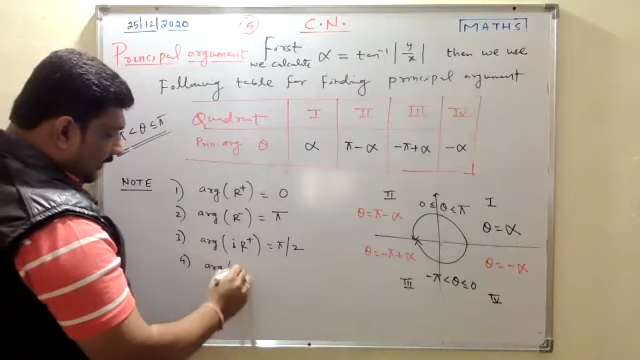 25/12/2020 (5) C.N. MATHS
Principal argument First we calculate α = tan⁻¹ |y/x| then we use
Following table for finding principal argument
Quadrant I II III IV
Primary θ α π-α -π+α -α
< θ ≤ π
NOTE
1) arg(R⁺) = 0
2) arg(R⁻) = π
3) arg(iR⁺) = π/2
4) arg(
II 0 ≤ θ ≤ π I
θ = π-α θ = α
θ = -π+α θ = -α
III -π < θ ≤ 0 IV